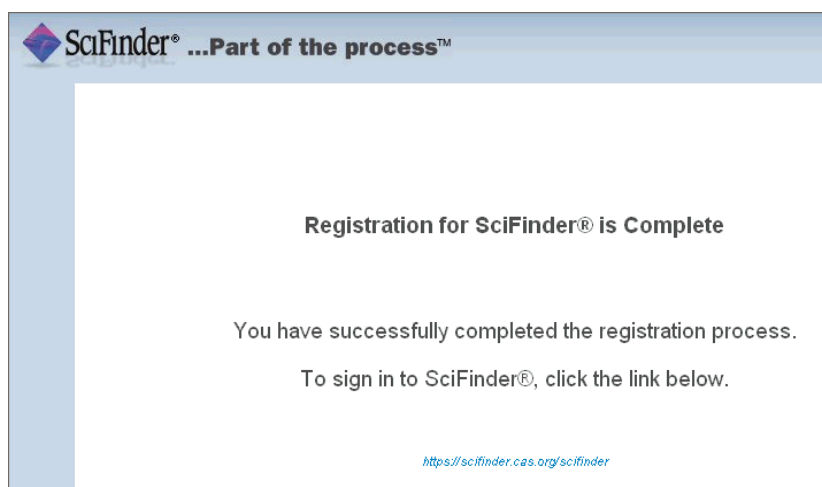 SciFinder® ...Part of the process™
Registration for SciFinder® is Complete
You have successfully completed the registration process.
To sign in to SciFinder®, click the link below.
https://scifinder.cas.org/scifinder